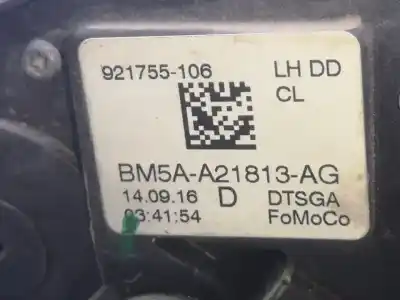 921755-106 LH DD
CL
BM5A-A21813-AG
14.09.16 D DTSGA
03:41:54 FoMoCo